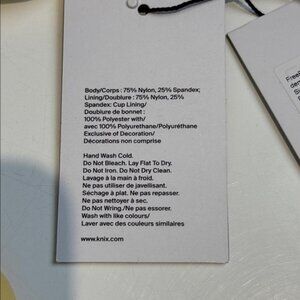 Body/Corps : 75% Nylon, 25% Spandex;
Lining/Doublure : 75% Nylon, 25%
Spandex: Cup Lining/
Doublure de bonnet :
100% Polyester with/
avec 100% Polyurethane/Polyuréthane
Exclusive of Decoration/
Décorations non comprise
Hand Wash Cold.
Do Not Bleach. Lay Flat To Dry.
Do Not Iron. Do Not Dry Clean.
Lavage à la main à froid.
Ne pas utiliser de javellisant.
Séchage à plat. Ne pas repasser.
Ne pas nettoyer à sec.
Do Not Wring./Ne pas essorer.
Wash with like colours/
Laver avec des couleurs similaires
www.knix.com